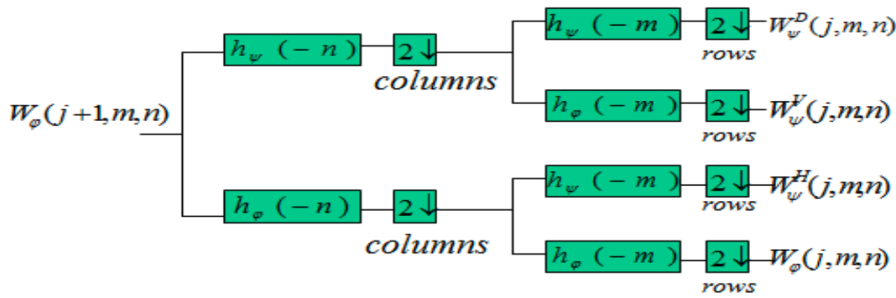 h_ψ (− m) 2↓ W_ψ^D(j,m,n)
rows
h_ψ (− n) 2↓
columns
h_φ (− m) 2↓ W_ψ^V(j,m,n)
rows
W_φ(j+1,m,n)
h_ψ (− m) 2↓ W_ψ^H(j,m,n)
rows
h_φ (−n) 2↓
columns
h_φ (− m) 2↓ W_φ(j,m,n)
rows